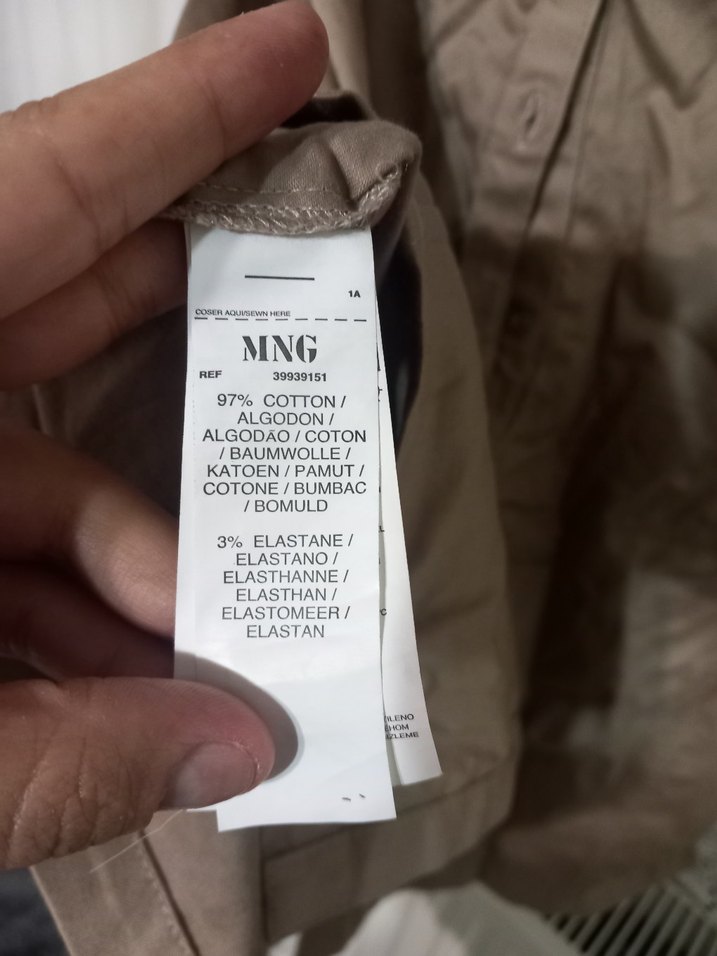 1A
COSER AQUI/SEWN HERE
MNG
REF 39939151
97% COTTON /
ALGODON /
ALGODÃO / COTON
/ BAUMWOLLE /
KATOEN / PAMUT /
COTONE / BUMBAC
/ BOMULD
3% ELASTANE /
ELASTANO /
ELASTHANNE /
ELASTHAN /
ELASTOMEER /
ELASTAN